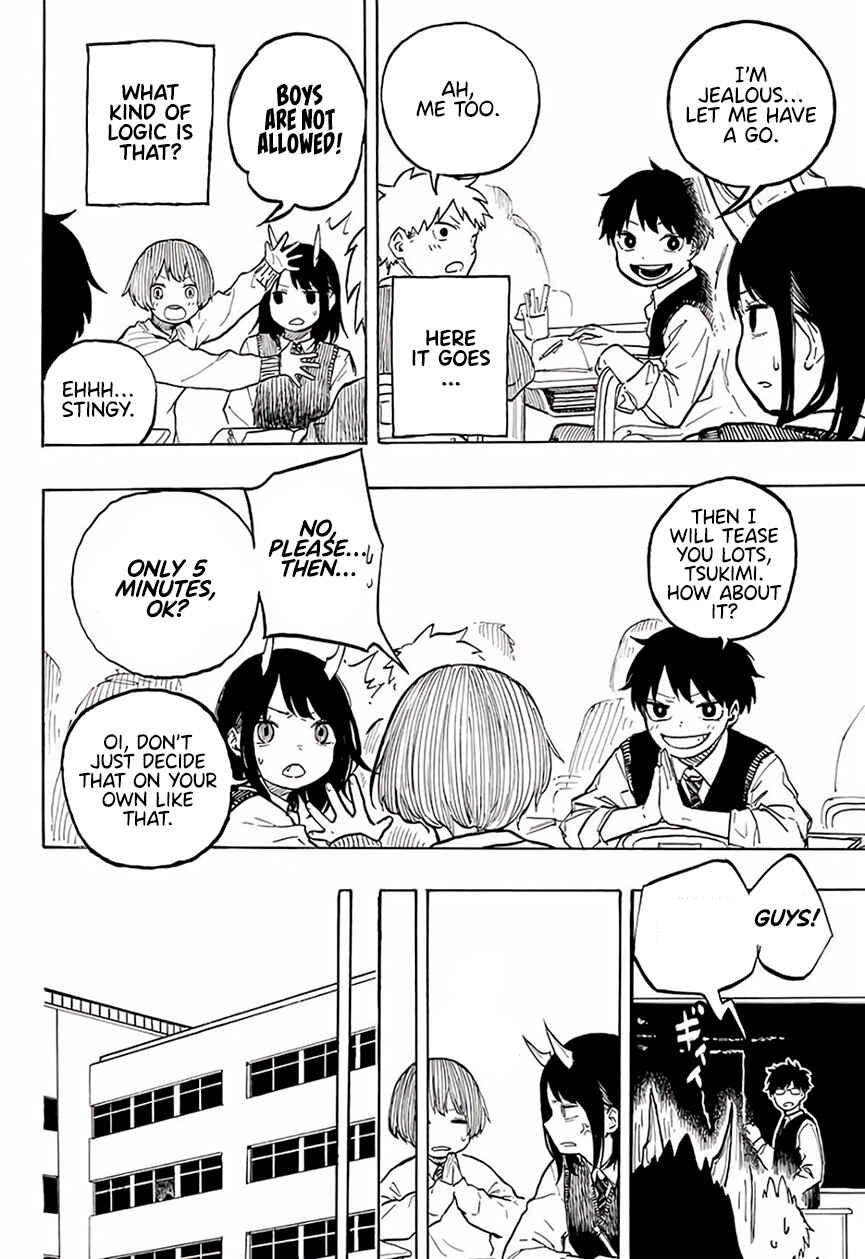 I'M
JEALOUS...
LET ME HAVE
A GO.
AH,
ME TOO.
HERE
IT GOES
...
BOYS
ARE NOT
ALLOWED!
WHAT
KIND OF
LOGIC IS
THAT?
EHHH...
STINGY.
THEN I
WILL TEASE
YOU LOTS,
TSUKIMI.
HOW ABOUT
IT?
NO,
PLEASE...
THEN...
ONLY 5
MINUTES,
OK?
OI, DON'T
JUST DECIDE
THAT ON YOUR
OWN LIKE
THAT.
GUYS!
ギイィ